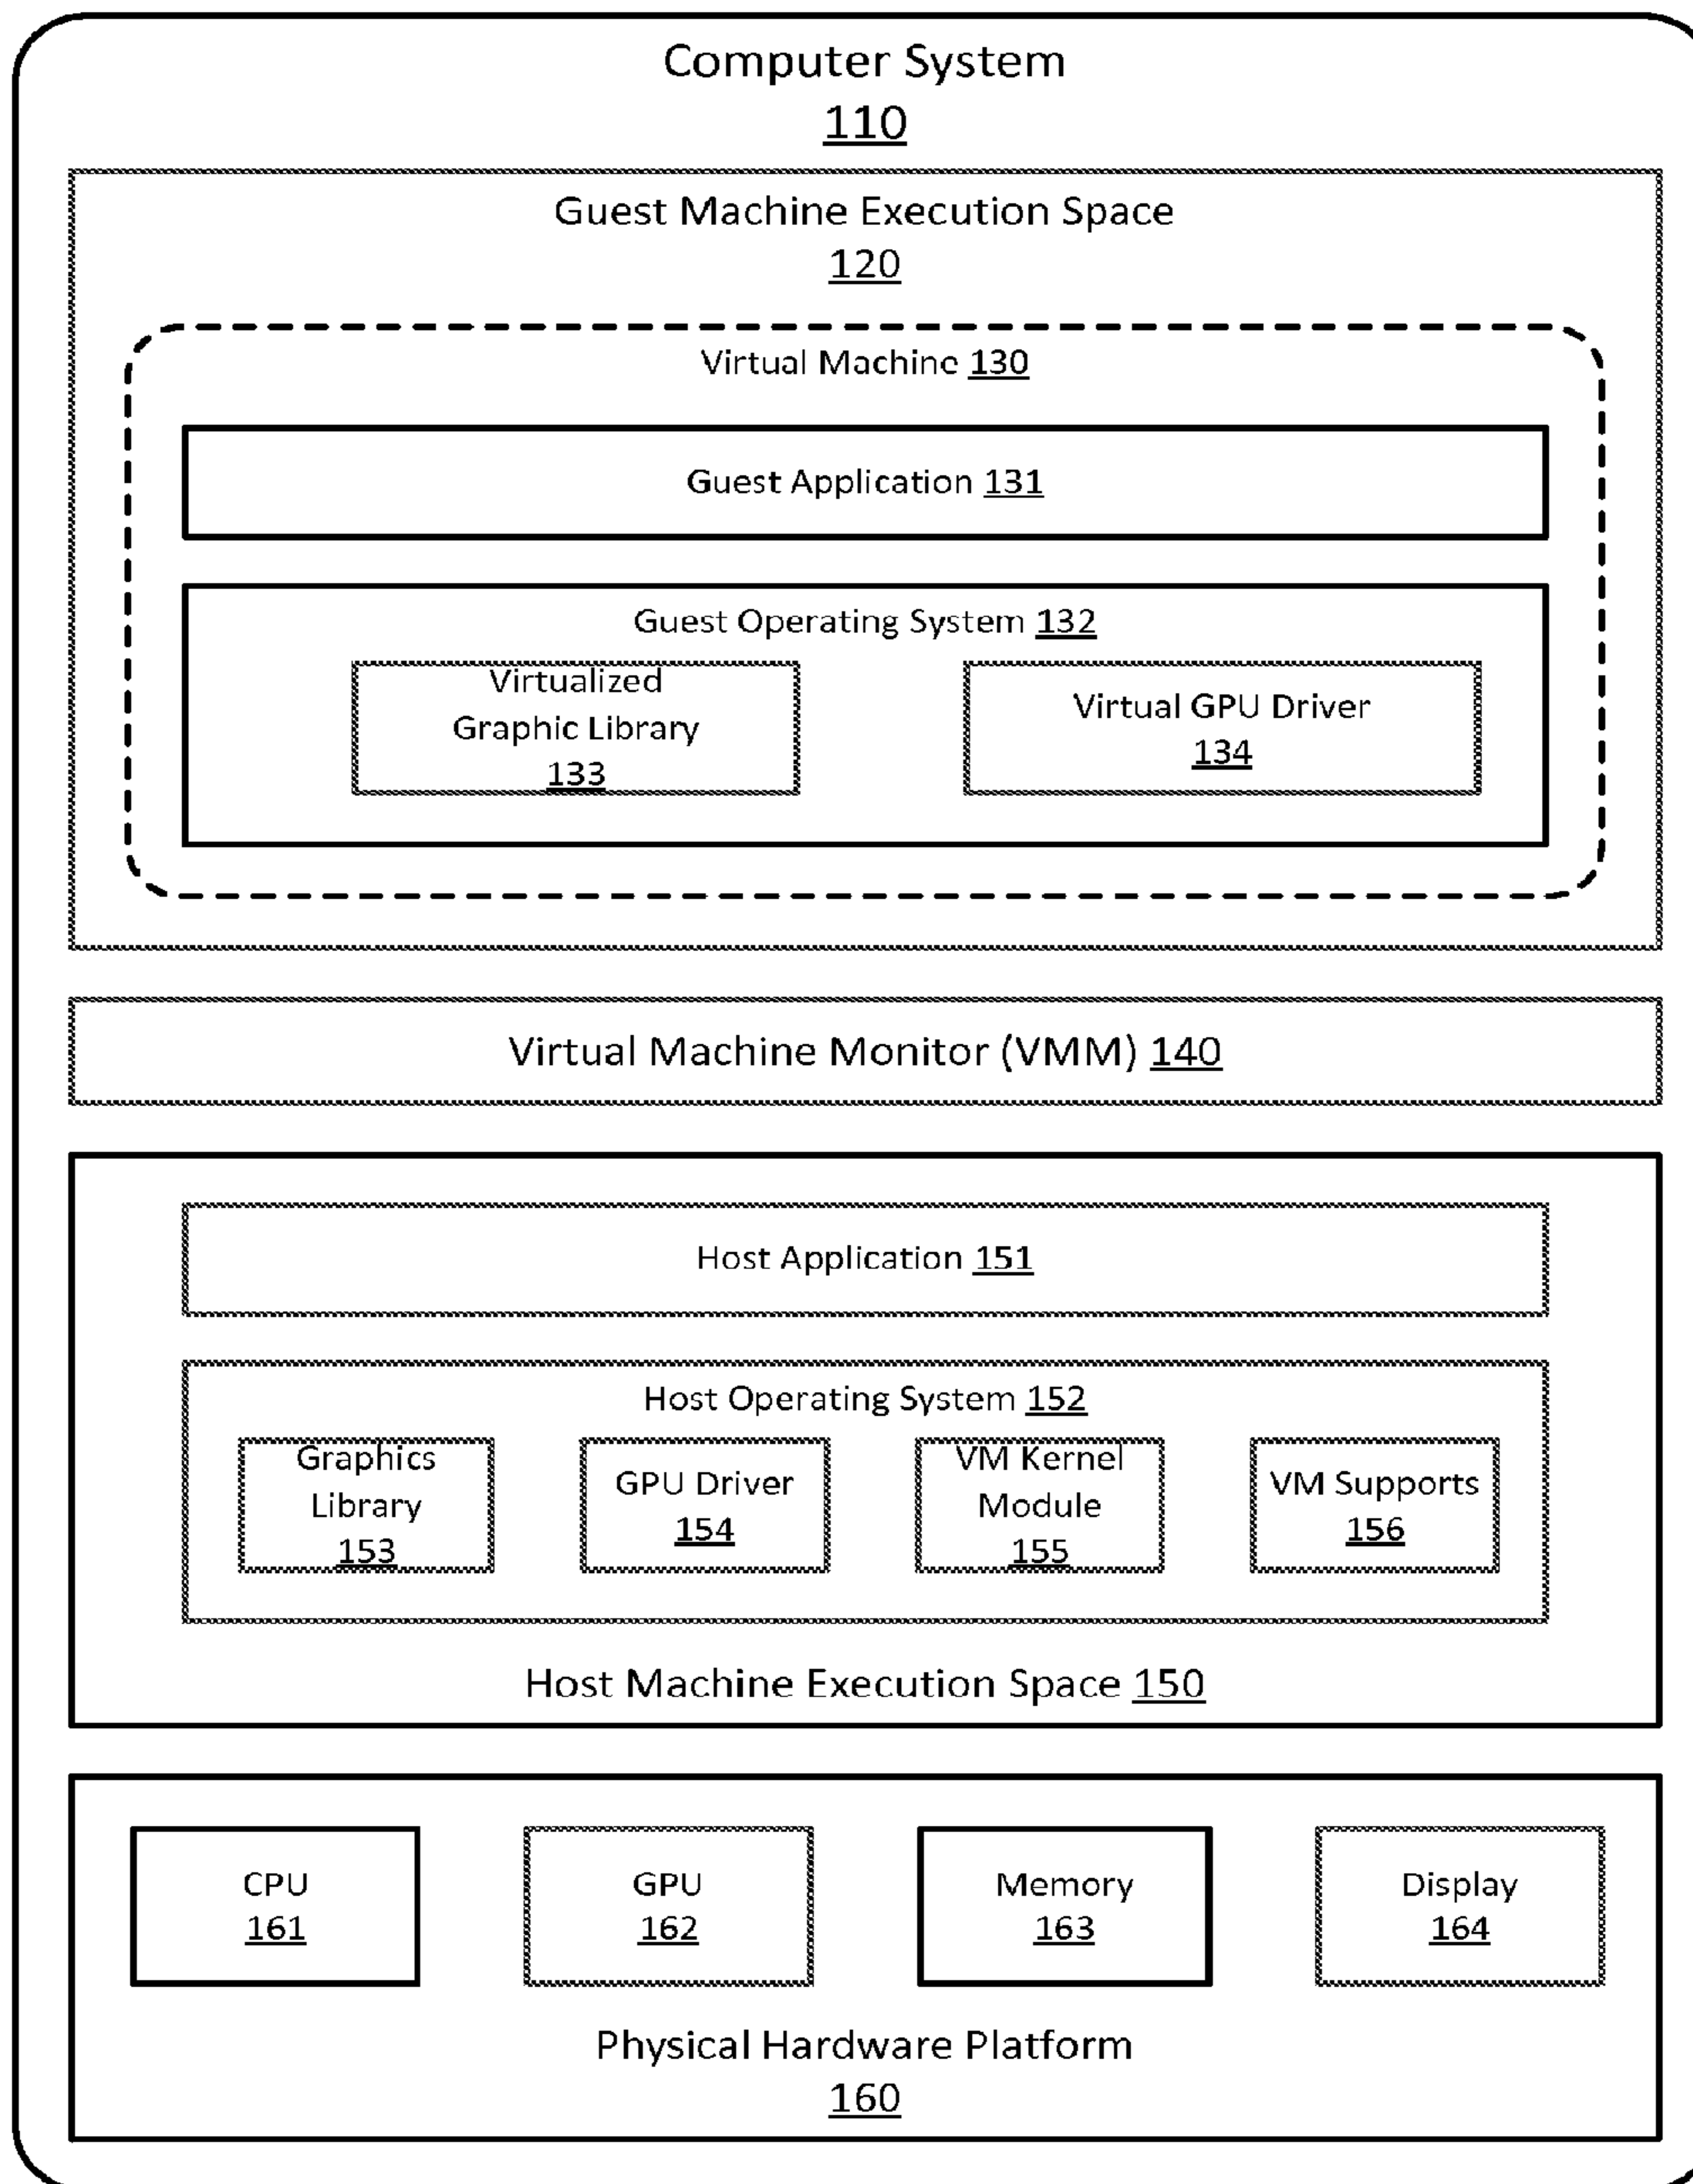 Computer System
110
Guest Machine Execution Space
120
Virtual Machine 130
Guest Application 131
Guest Operating System 132
Virtualized
Graphic Library
133
Virtual GPU Driver
134
Virtual Machine Monitor (VMM) 140
Host Application 151
Host Operating System 152
Graphics
Library
153
GPU Driver
154
VM Kernel
Module
155
VM Supports
156
Host Machine Execution Space 150
CPU
161
GPU
162
Memory
163
Display
164
Physical Hardware Platform
160